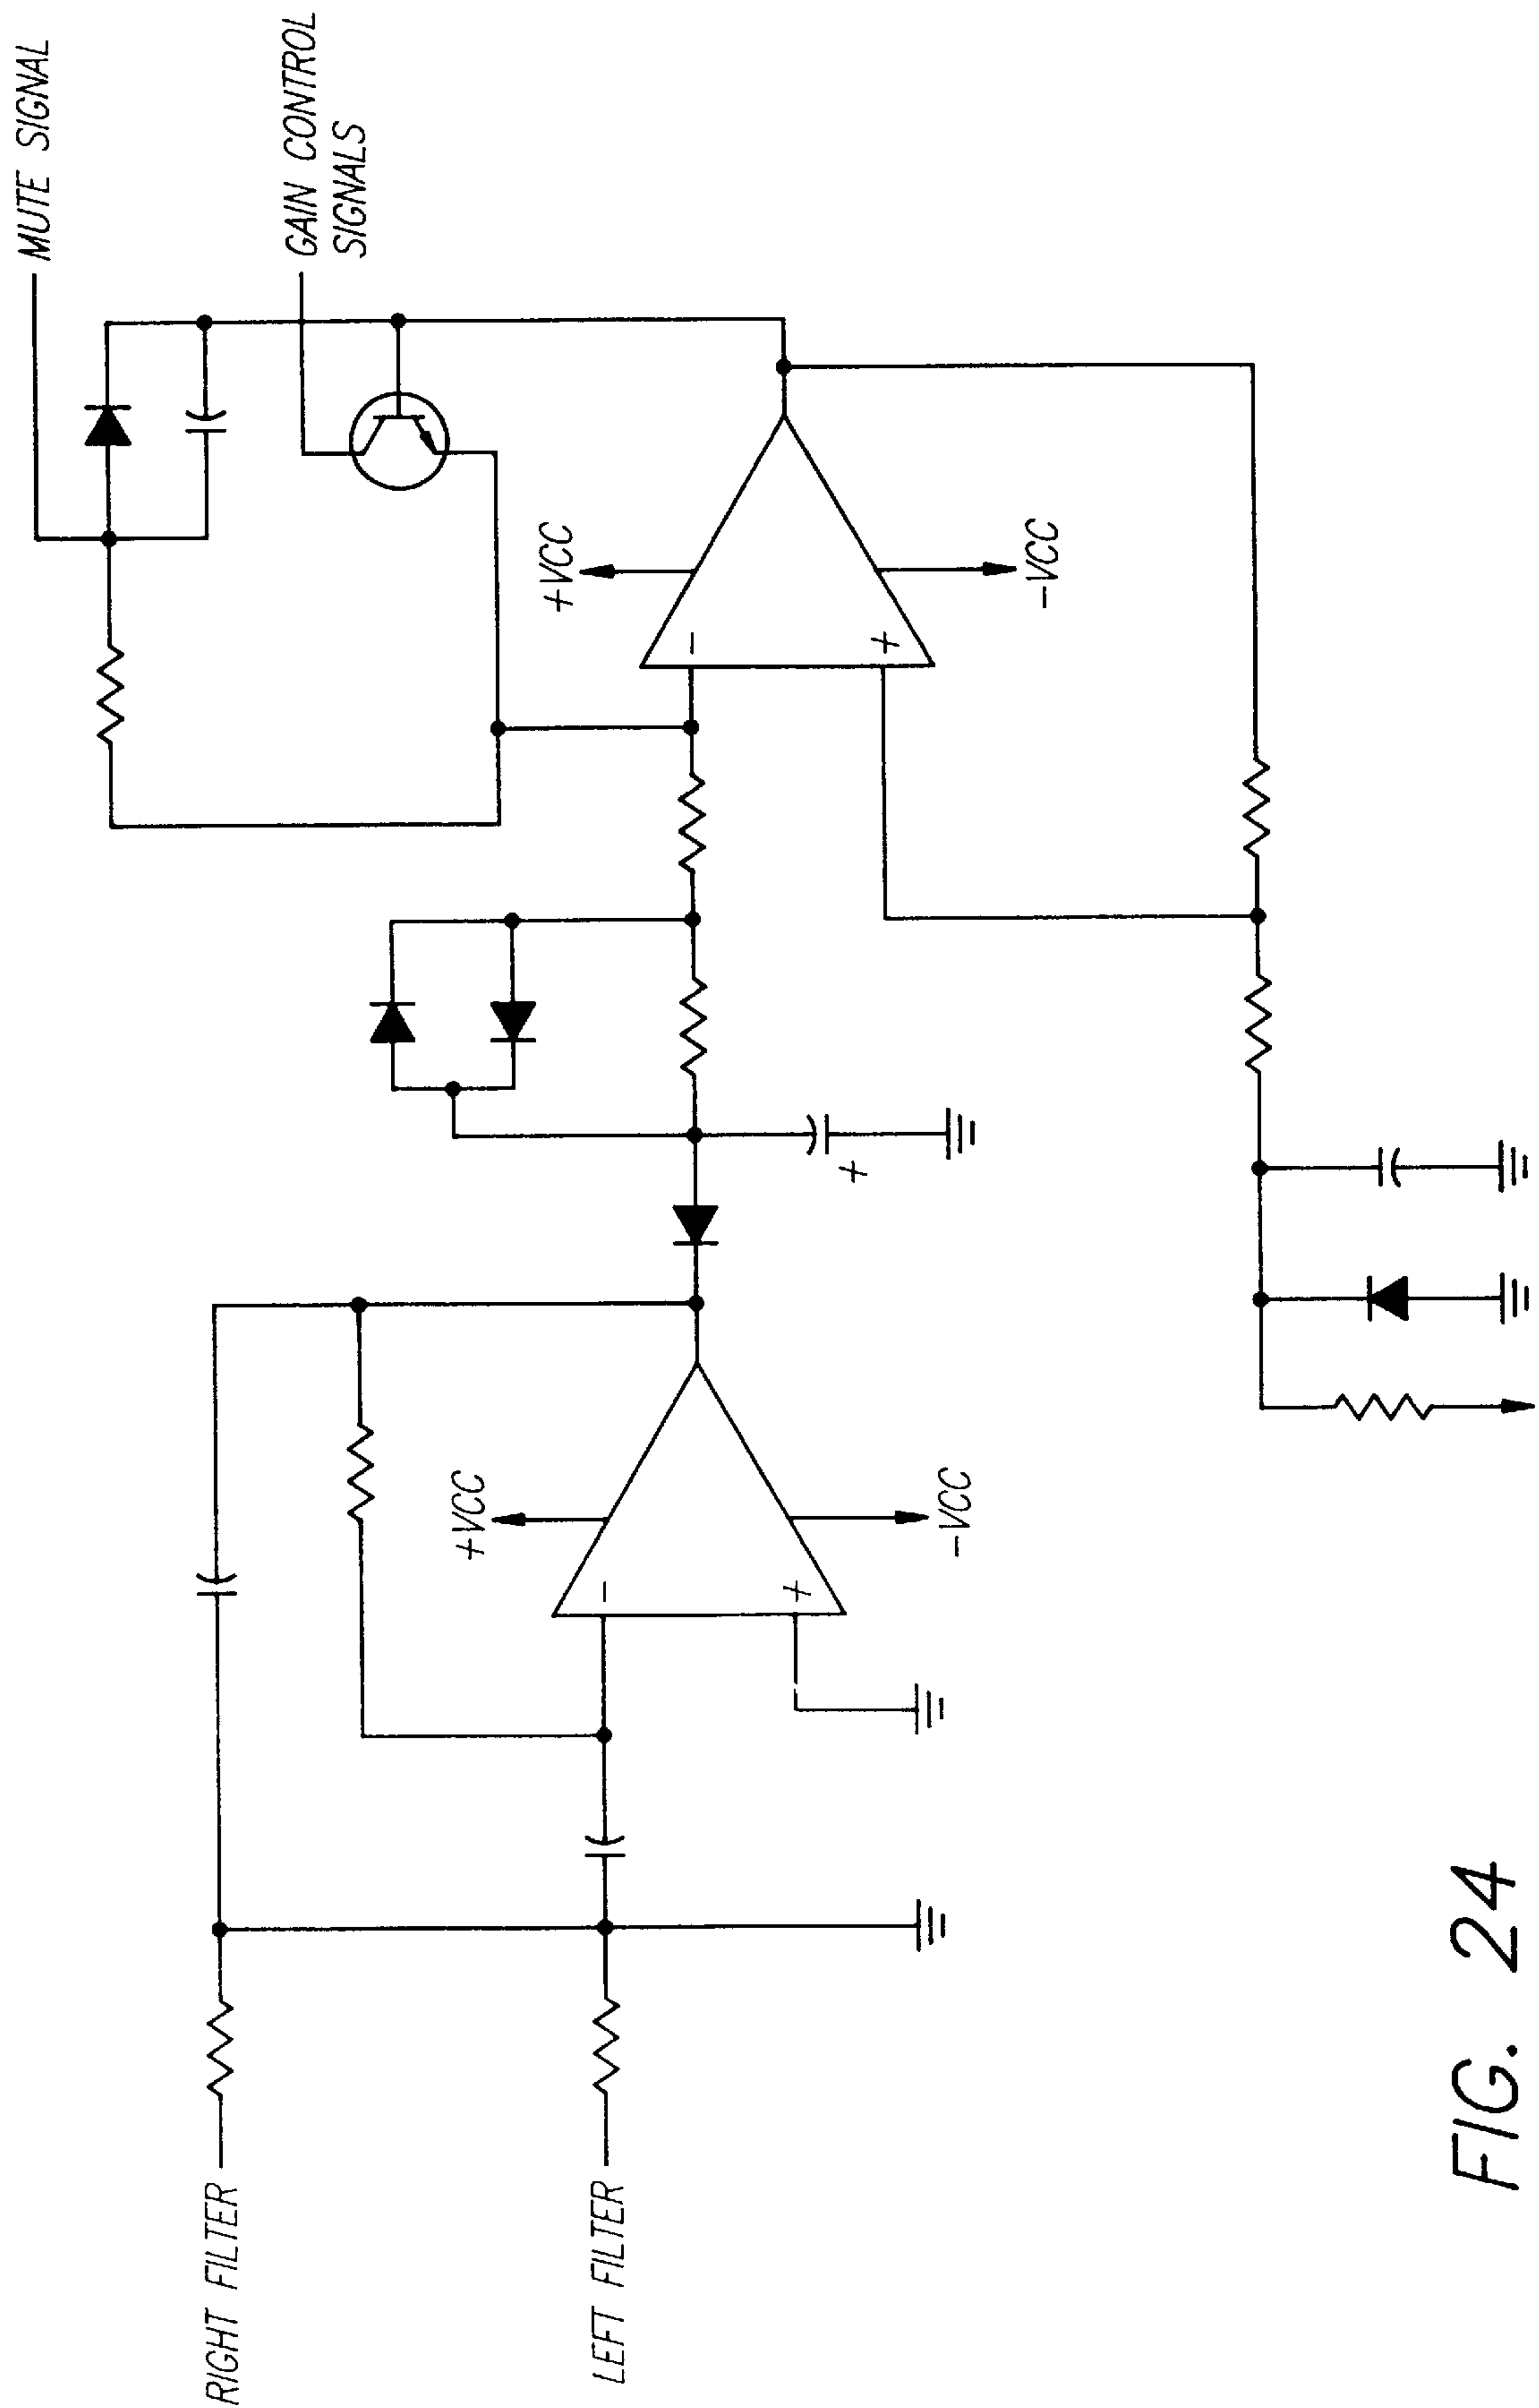 MUTE SIGNAL
GAIN CONTROL
SIGNALS
+VCC
-
+
-VCC
+
+VCC
-
+
-VCC
RIGHT FILTER
LEFT FILTER
FIG. 24